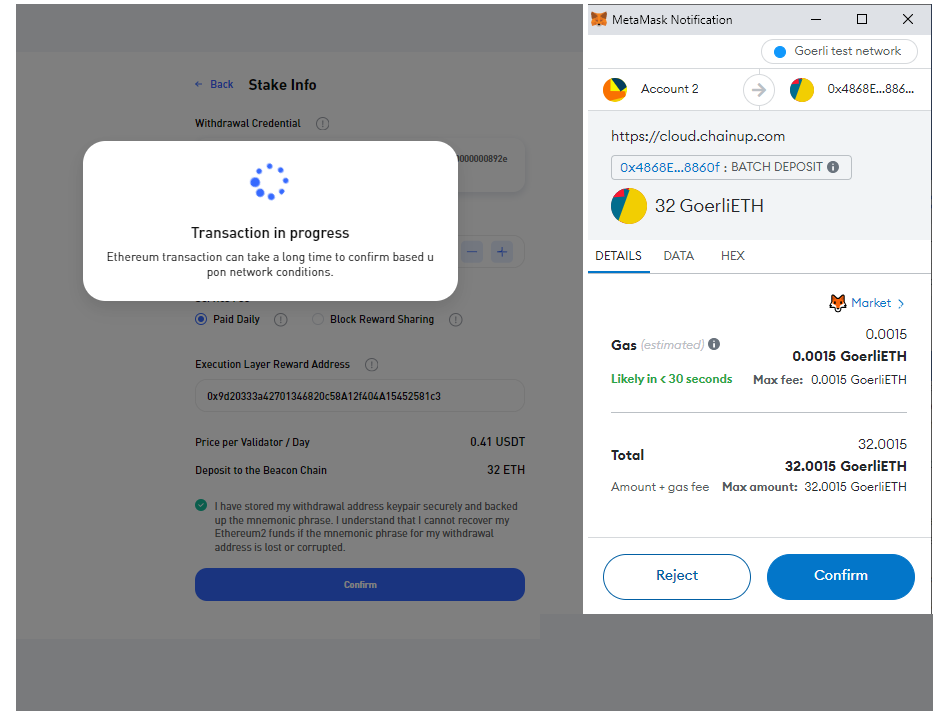 ← Back Stake Info
Withdrawal Credential
0000000892e
Transaction in progress
Ethereum transaction can take a long time to confirm based u
pon network conditions.
− +
Paid Daily Block Reward Sharing
Execution Layer Reward Address
0x9d20333a42701346820c58A12f404A15452581c3
Price per Validator / Day 0.41 USDT
Deposit to the Beacon Chain 32 ETH
I have stored my withdrawal address keypair securely and backed
up the mnemonic phrase. I understand that I cannot recover my
Ethereum2 funds if the mnemonic phrase for my withdrawal
address is lost or corrupted.
Confirm
MetaMask Notification
Goerli test network
Account 2 0x4868E...886...
https://cloud.chainup.com
0x4868E...8860f : BATCH DEPOSIT
32 GoerliETH
DETAILS DATA HEX
Market >
Gas (estimated) 0.0015
0.0015 GoerliETH
Likely in < 30 seconds Max fee: 0.0015 GoerliETH
Total 32.0015
32.0015 GoerliETH
Amount + gas fee Max amount: 32.0015 GoerliETH
Reject Confirm